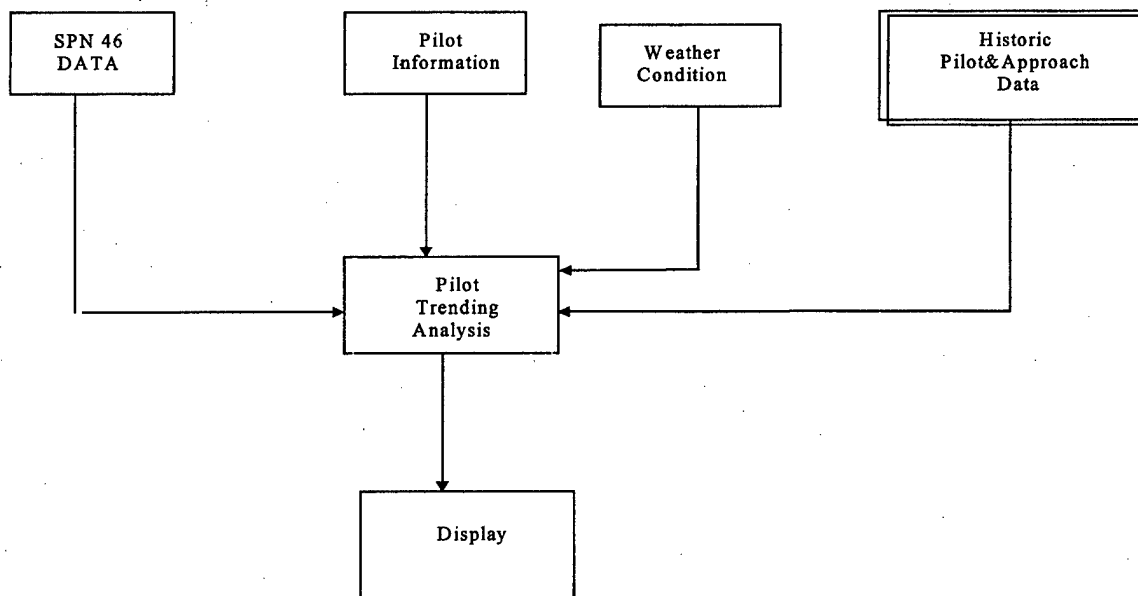 SPN 46
DATA
Pilot
Information
Weather
Condition
Historic
Pilot&Approach
Data
Pilot
Trending
Analysis
Display